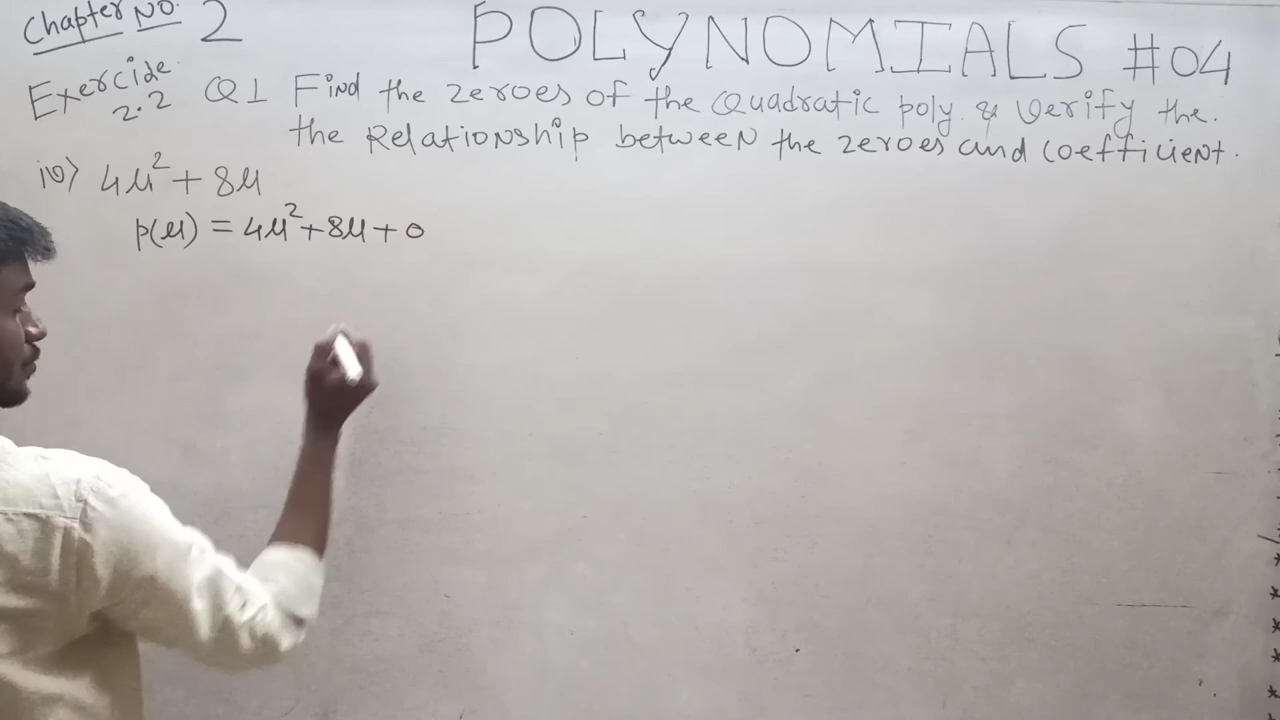 Chapter No. 2
POLYNOMIALS #04
Exercide 2.2
Q1 Find the zeroes of the Quadratic poly. & Verify the.
the Relationship between the zeroes and coefficient.
iv) 4u² + 8u
p(u) = 4u² + 8u + 0